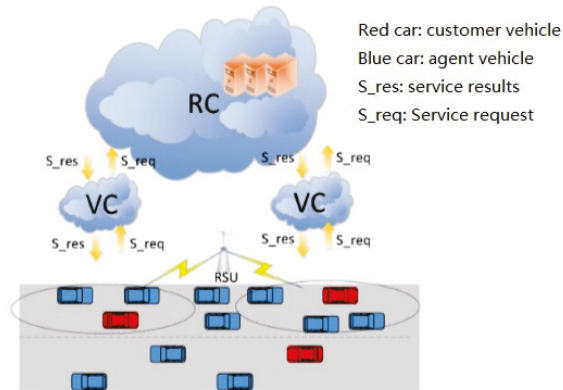 Red car: customer vehicle
Blue car: agent vehicle
S_res: service results
S_req: Service request
RC
S_res S_req
S_res S_req
VC
VC
S_res S_req
S_res S_req
RSU